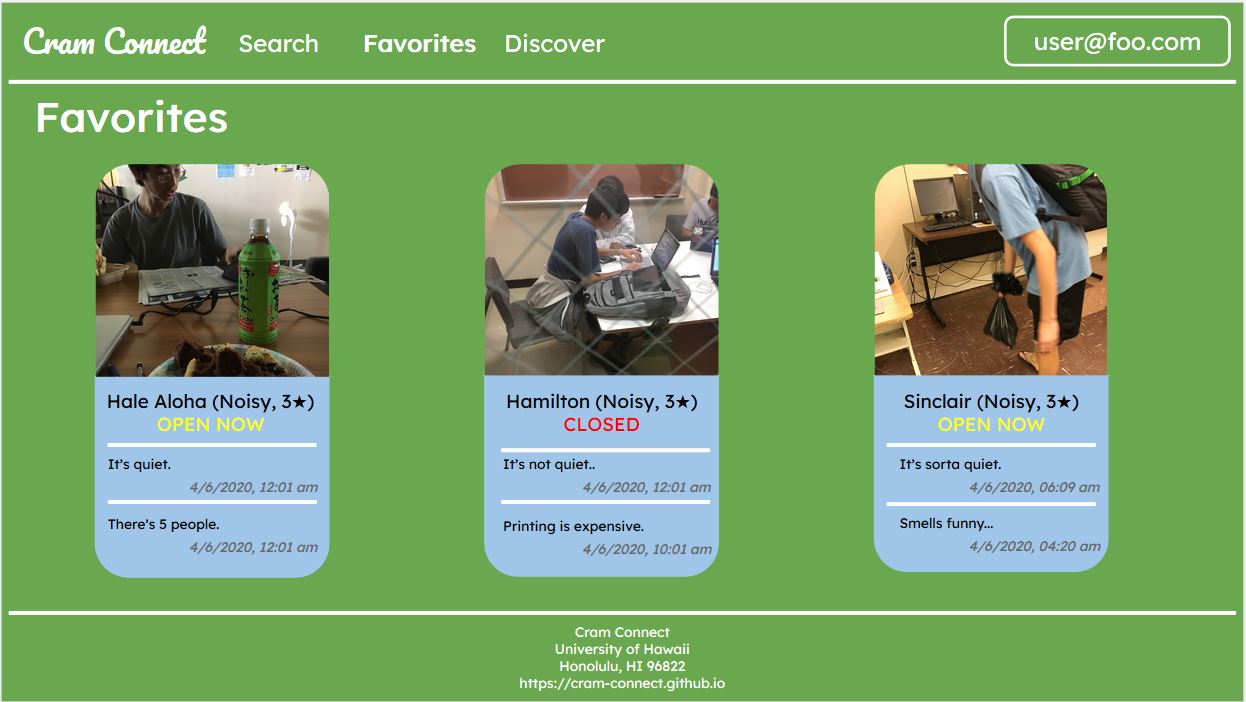 Cram Connect Search Favorites Discover user@foo.com
Favorites
Hale Aloha (Noisy, 3★)
OPEN NOW
It's quiet.
4/6/2020, 12:01 am
There's 5 people.
4/6/2020, 12:01 am
Hamilton (Noisy, 3★)
CLOSED
It's not quiet..
4/6/2020, 12:01 am
Printing is expensive.
4/6/2020, 10:01 am
Sinclair (Noisy, 3★)
OPEN NOW
It's sorta quiet.
4/6/2020, 06:09 am
Smells funny...
4/6/2020, 04:20 am
Cram Connect
University of Hawaii
Honolulu, HI 96822
https://cram-connect.github.io